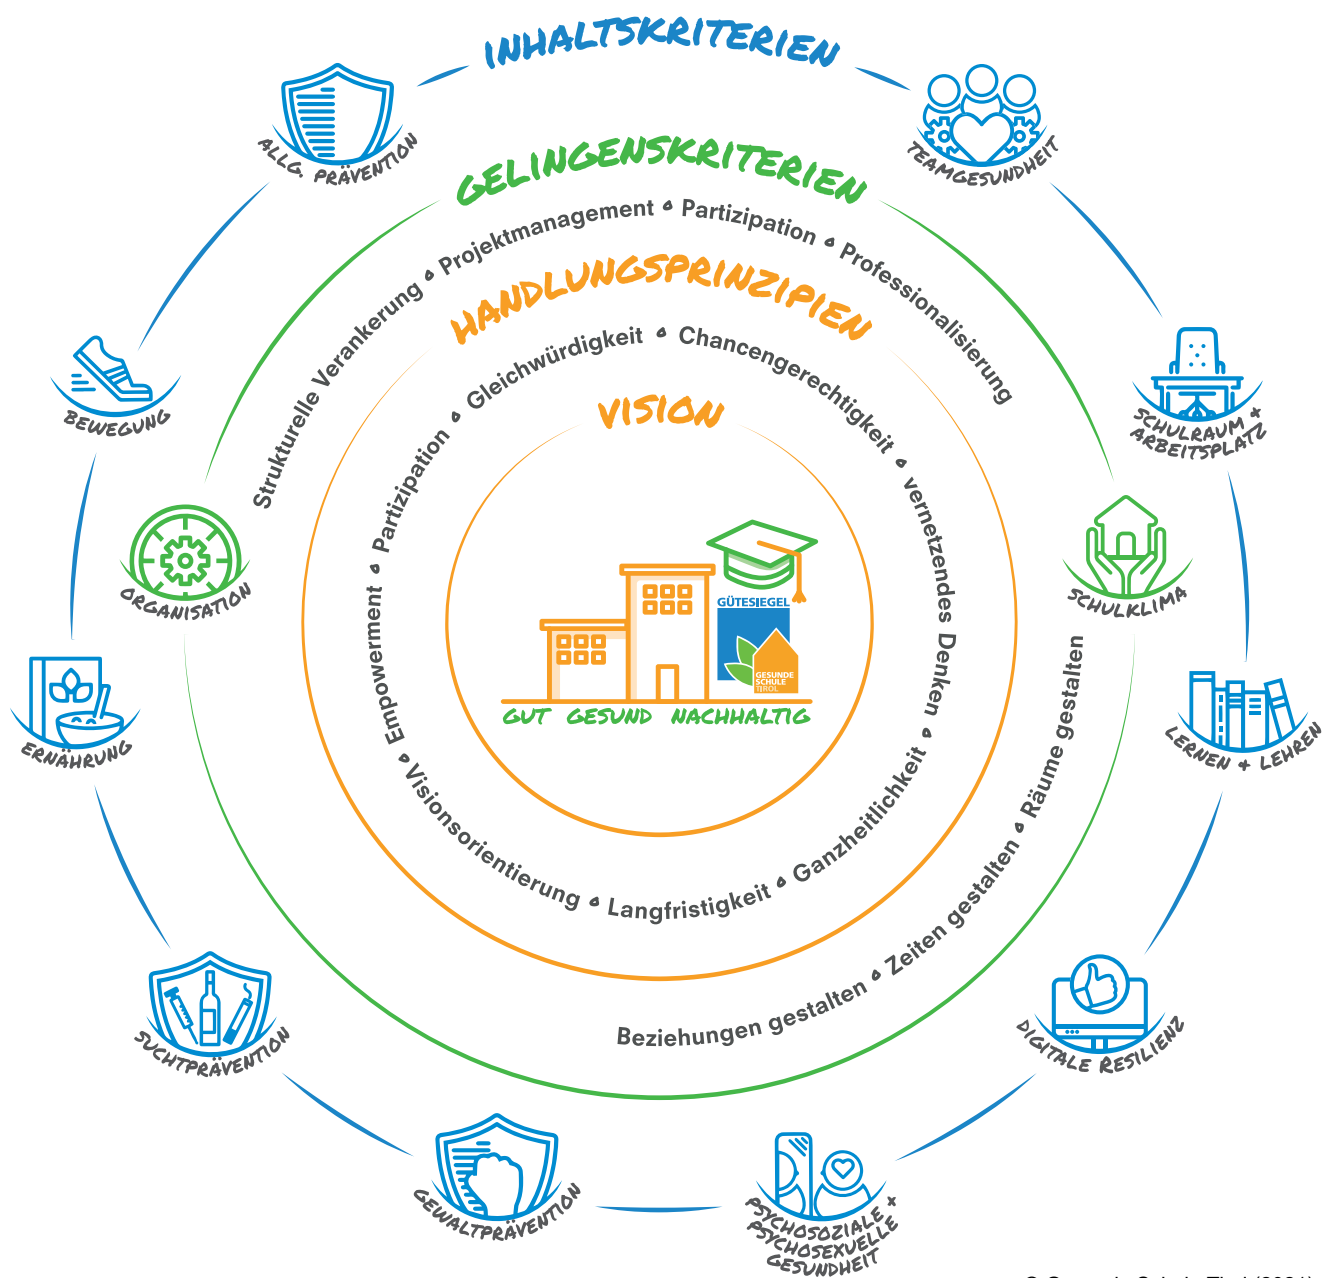 INHALTSKRITERIEN
ALLG. PRÄVENTION
TEAMGESUNDHEIT
SCHULRAUM +
ARBEITSPLATZ
LERNEN + LEHREN
DIGITALE RESILIENZ
PSYCHOSOZIALE +
PSYCHOSEXUELLE
GESUNDHEIT
GEWALTPRÄVENTION
SUCHTPRÄVENTION
ERNÄHRUNG
BEWEGUNG
GELINGENSKRITERIEN
Strukturelle Verankerung Projektmanagement Partizipation Professionalisierung
ORGANISATION
SCHULKLIMA
Beziehungen gestalten Zeiten gestalten Räume gestalten
HANDLUNGSPRINZIPIEN
Empowerment Partizipation Gleichwürdigkeit Chancengerechtigkeit vernetzendes Denken
Visionsorientierung Langfristigkeit Ganzheitlichkeit
VISION
GÜTESIEGEL
GESUNDE
SCHULE
TIROL
GUT GESUND NACHHALTIG